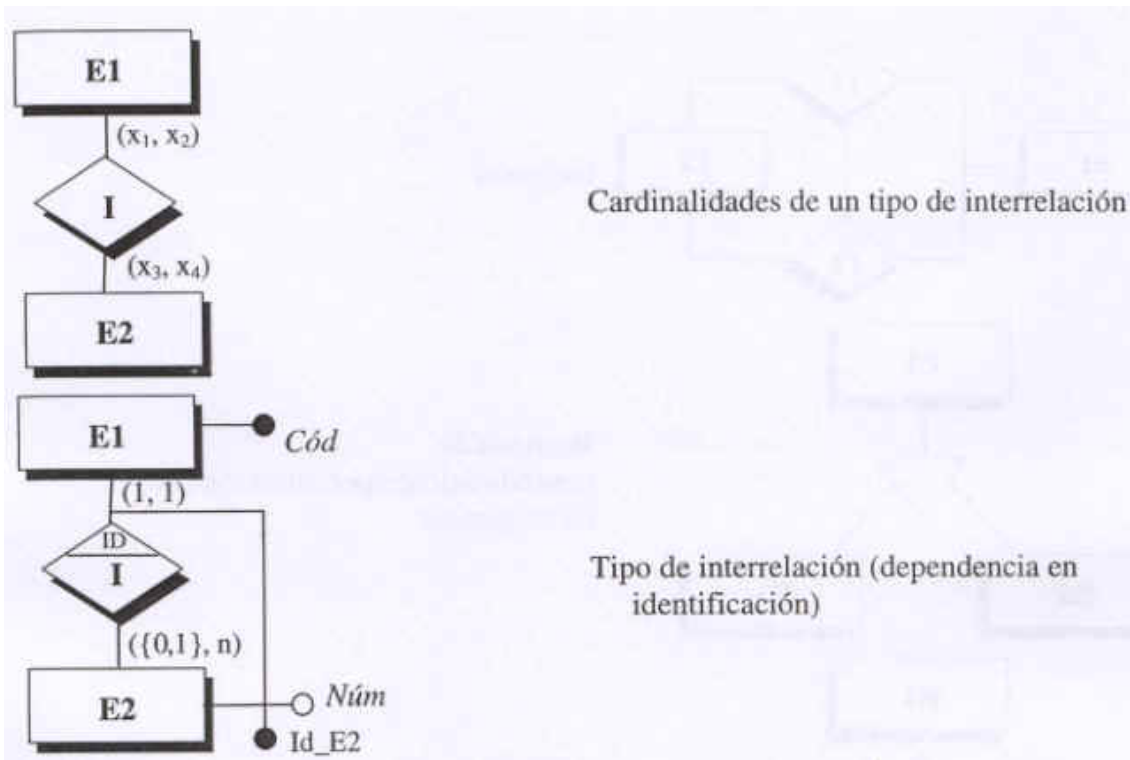 E1
(x₁, x₂)
I
(x₃, x₄)
E2
Cardinalidades de un tipo de interrelación
E1
Cód
(1, 1)
ID
I
({0,1}, n)
E2
Núm
Id_E2
Tipo de interrelación (dependencia en
identificación)